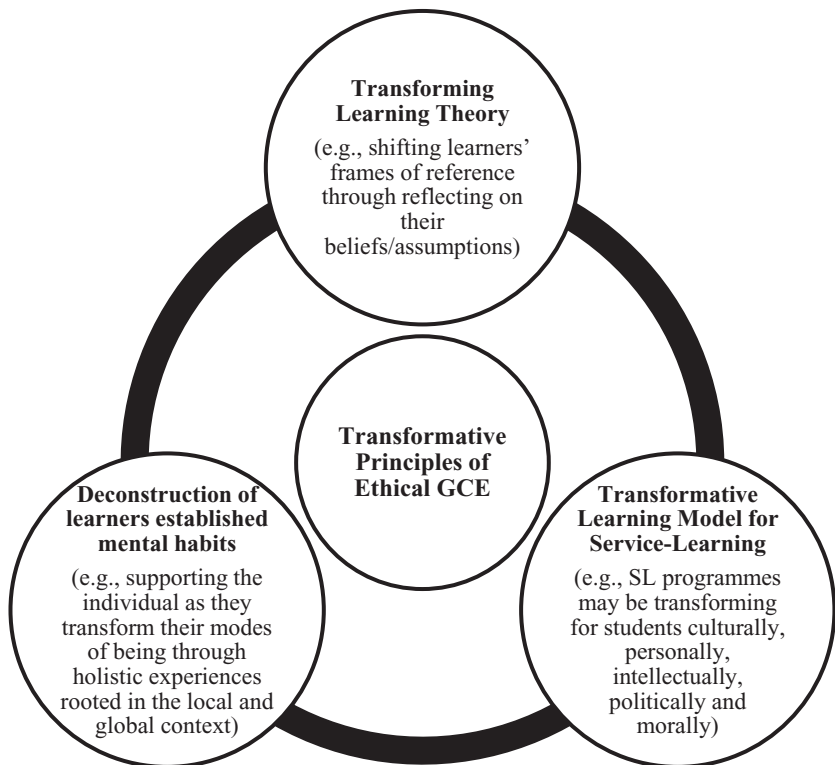 Transforming
Learning Theory
(e.g., shifting learners’
frames of reference
through reflecting on
their
beliefs/assumptions)
Transformative
Principles of
Ethical GCE
Deconstruction of
learners established
mental habits
(e.g., supporting the
individual as they
transform their modes
of being through
holistic experiences
rooted in the local and
global context)
Transformative
Learning Model for
Service-Learning
(e.g., SL programmes
may be transforming
for students culturally,
personally,
intellectually,
politically and
morally)